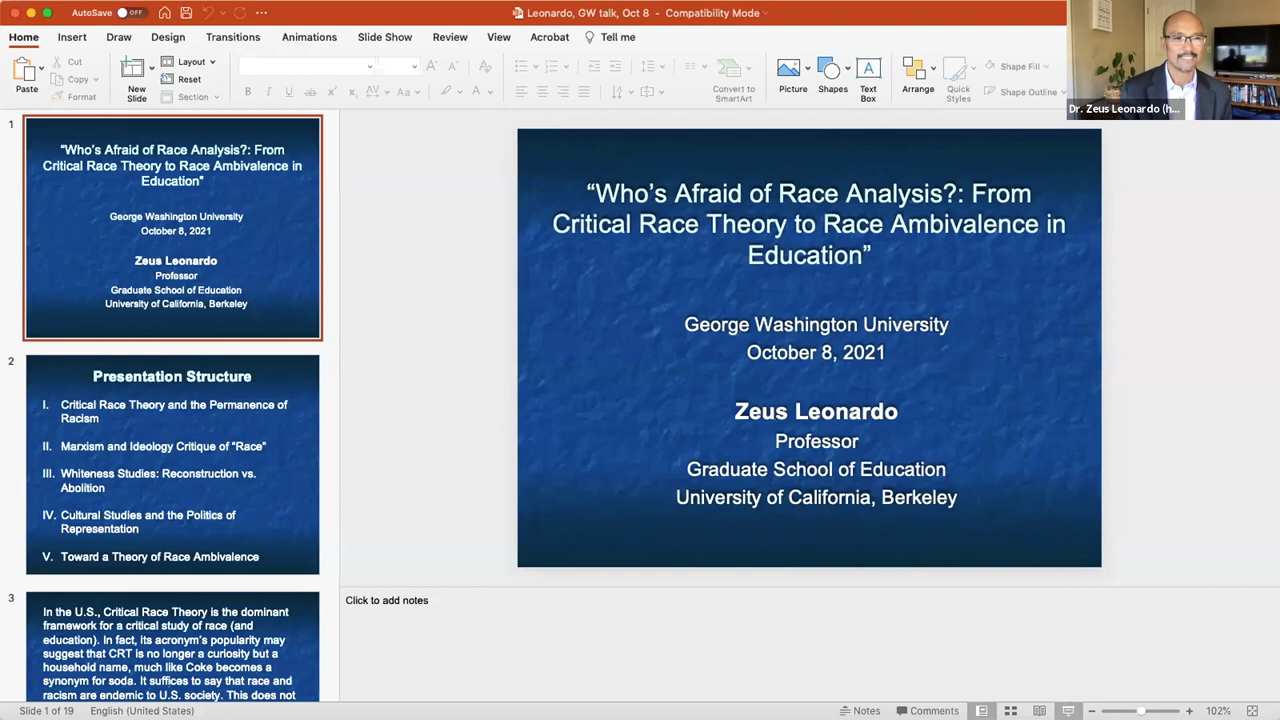 AutoSave OFF
Leonardo, GW talk, Oct 8 - Compatibility Mode
Home Insert Draw Design Transitions Animations Slide Show Review View Acrobat Tell me
Paste
Cut
Copy
Format
New
Slide
Layout
Reset
Section
Convert to
SmartArt
Picture
Shapes
Text
Box
Arrange
Quick
Styles
Shape Fill
Shape Outline
Dr. Zeus Leonardo (h...
1
“Who’s Afraid of Race Analysis?: From
Critical Race Theory to Race Ambivalence in
Education”
George Washington University
October 8, 2021
Zeus Leonardo
Professor
Graduate School of Education
University of California, Berkeley
2
Presentation Structure
I. Critical Race Theory and the Permanence of
Racism
II. Marxism and Ideology Critique of “Race”
III. Whiteness Studies: Reconstruction vs.
Abolition
IV. Cultural Studies and the Politics of
Representation
V. Toward a Theory of Race Ambivalence
3
In the U.S., Critical Race Theory is the dominant
framework for a critical study of race (and
education). In fact, its acronym’s popularity may
suggest that CRT is no longer a curiosity but a
household name, much like Coke becomes a
synonym for soda. It suffices to say that race and
racism are endemic to U.S. society. This does not
“Who’s Afraid of Race Analysis?: From
Critical Race Theory to Race Ambivalence in
Education”
George Washington University
October 8, 2021
Zeus Leonardo
Professor
Graduate School of Education
University of California, Berkeley
Click to add notes
Slide 1 of 19 English (United States)
Notes Comments 102%